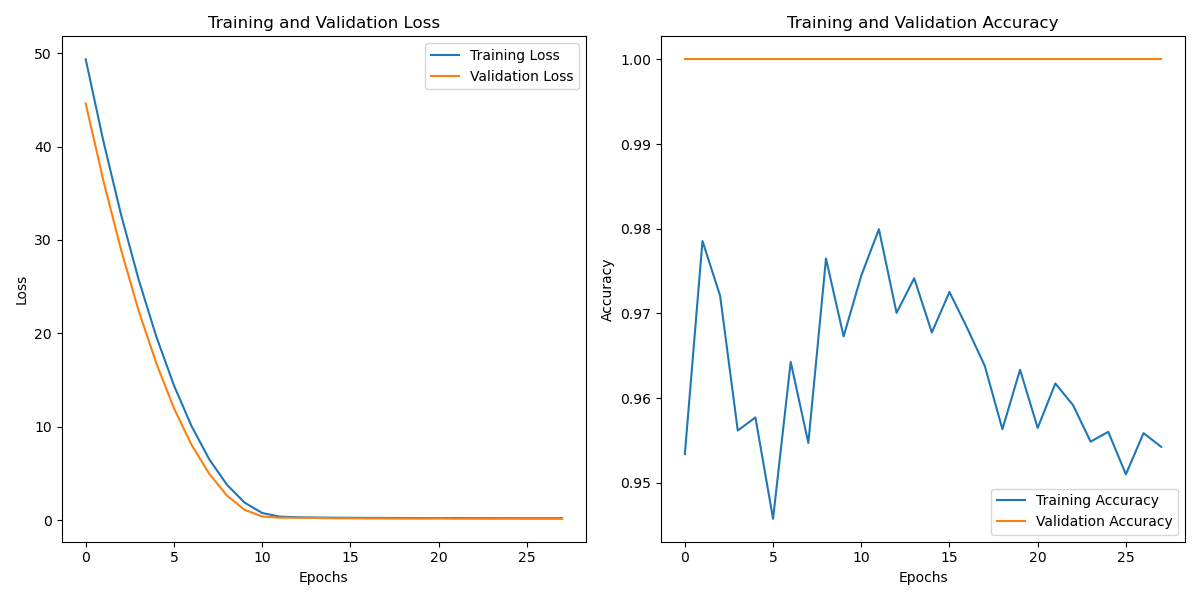 Training and Validation Loss
50
40
30
20
10
0
Loss
0 5 10 15 20 25
Epochs
Training Loss
Validation Loss
Training and Validation Accuracy
1.00
0.99
0.98
0.97
0.96
0.95
Accuracy
0 5 10 15 20 25
Epochs
Training Accuracy
Validation Accuracy